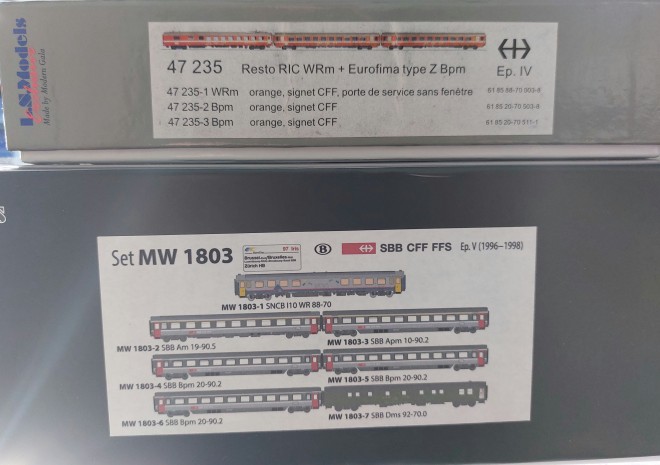 L.S.Models
Made by Modern Gala
47 235 Resto RIC WRm + Eurofima type Z Bpm Ep. IV
47 235-1 WRm orange, signet CFF, porte de service sans fenêtre 61 85 88-70 003-8
47 235-2 Bpm orange, signet CFF 61 85 20-70 503-8
47 235-3 Bpm orange, signet CFF 61 85 20-70 511-1
Set MW 1803
97 Iris
Zürich HB
B
SBB CFF FFS Ep. V (1996–1998)
MW 1803-1 SNCB I10 WR 88-70
MW 1803-2 SBB Am 19-90.5
MW 1803-3 SBB Apm 10-90.2
MW 1803-4 SBB Bpm 20-90.2
MW 1803-5 SBB Bpm 20-90.2
MW 1803-6 SBB Bpm 20-90.2
MW 1803-7 SBB Dms 92-70.0